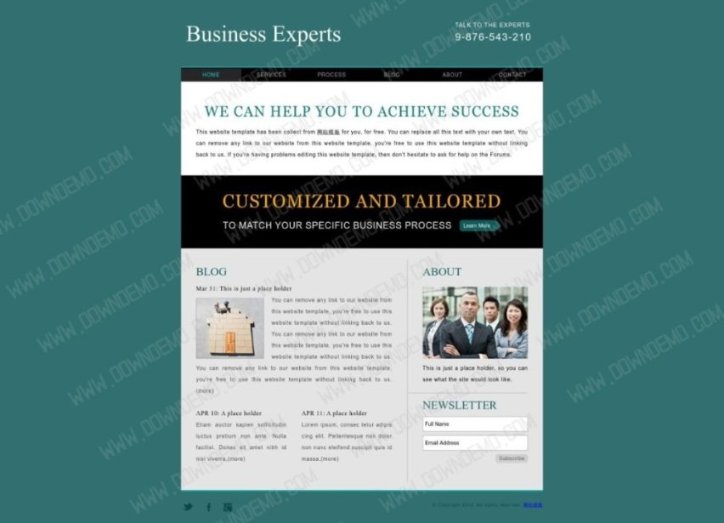 Business Experts
TALK TO THE EXPERTS
9-876-543-210
HOME SERVICES PROCESS BLOG ABOUT CONTACT
WE CAN HELP YOU TO ACHIEVE SUCCESS
This website template has been collect from 网站模板 for you, for free. You can replace all this text with your own text. You
can remove any link to our website from this website template, you're free to use this website template without linking
back to us. If you're having problems editing this website template, then don't hesitate to ask for help on the Forums.
CUSTOMIZED AND TAILORED
TO MATCH YOUR SPECIFIC BUSINESS PROCESS
Learn More
BLOG
Mar 31: This is just a place holder
You can remove any link to our website from
this website template, you're free to use this
website template without linking back to us.
You can remove any link to our website from
this website template, you're free to use this
website template without linking back to us.
You can remove any link to our website from this website template,
you're free to use this website template without linking back to us.
(more)
APR 10: A place holder
Etiam auctor sapien sollicitudin
luctus pretium non ante. Nulla
facilisi. Donec sit amet nibh id
nisi viverra.(more)
APR 11: A place holder
Lorem ipsum, consec tetur adipis
cing elit. Pellentesque non dolor
non nunc eleifend suscipit quis id
massa.(more)
ABOUT
This is just a place holder, so you can
see what the site would look like.
NEWSLETTER
Full Name
Email Address
Subscribe
WWW.DOWNDEMO.COM